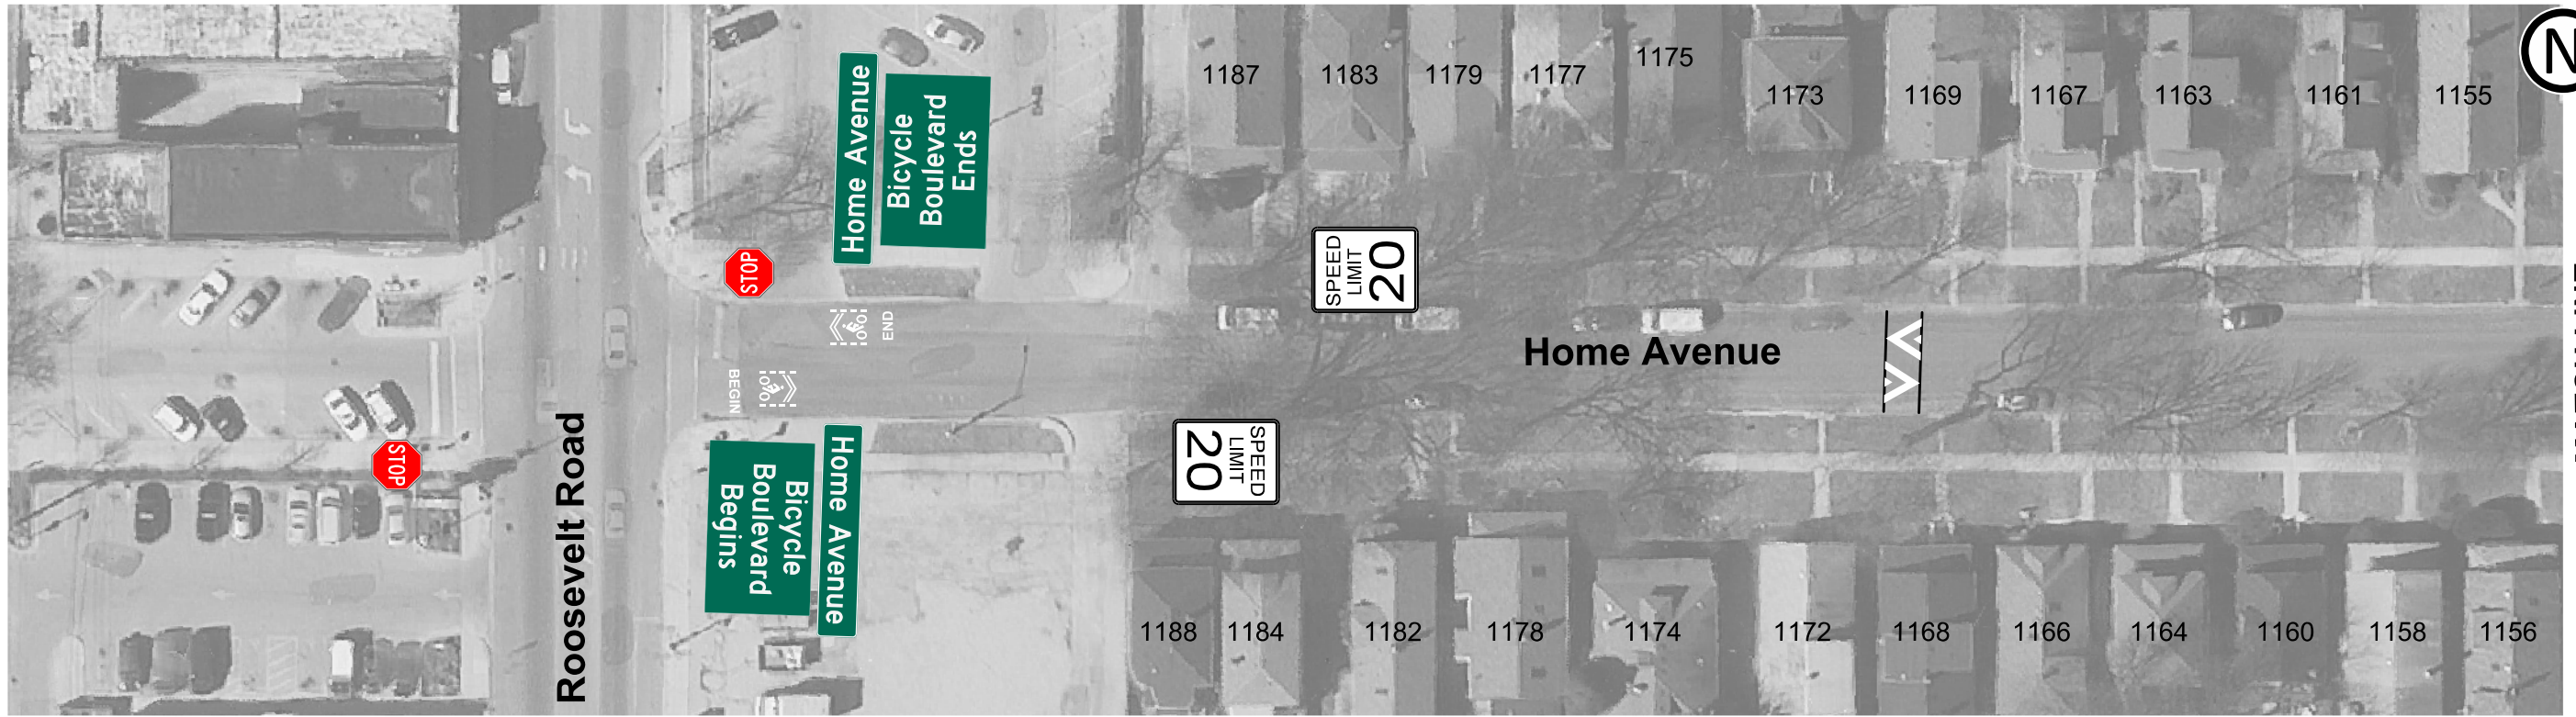 1187
1183
1179
1177
1175
1173
1169
1167
1163
1161
1155
N
Home Avenue
Bicycle
Boulevard
Ends
STOP
SPEED
LIMIT
20
END
BEGIN
Home Avenue
STOP
Roosevelt Road
Home Avenue
Bicycle
Boulevard
Begins
SPEED
LIMIT
20
1188
1184
1182
1178
1174
1172
1168
1166
1164
1160
1158
1156